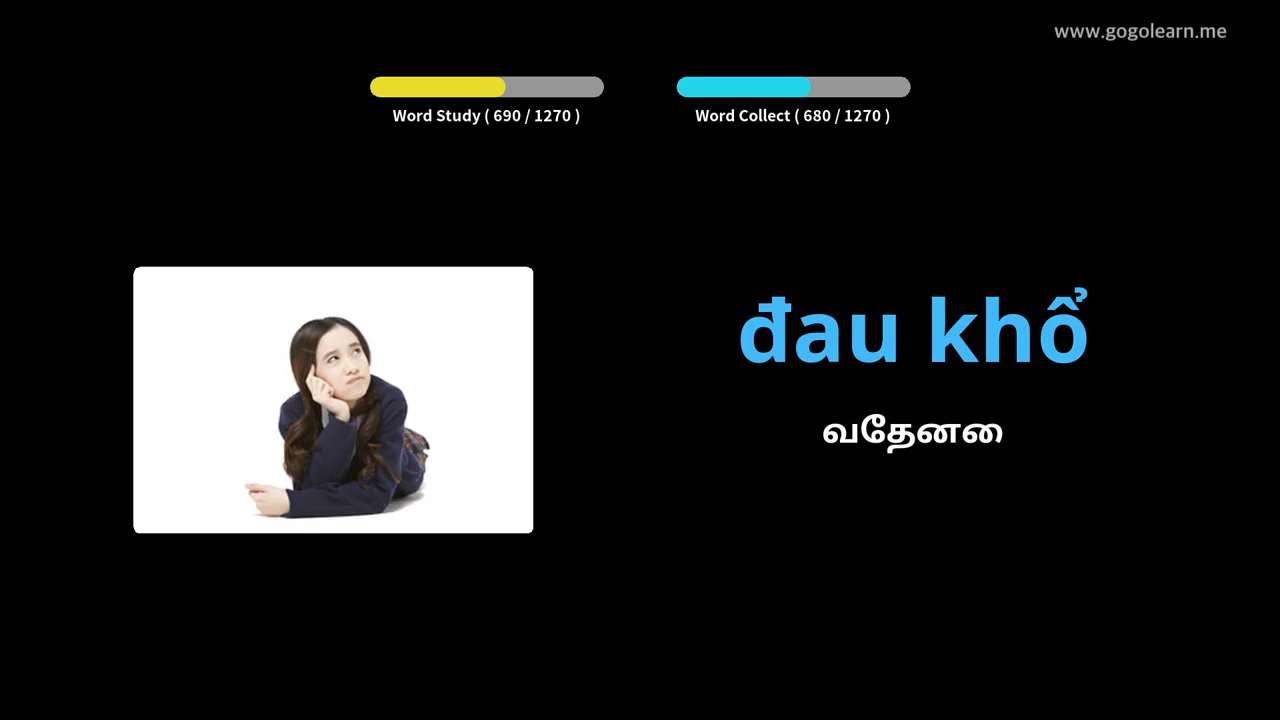 www.gogolearn.me
Word Study ( 690 / 1270 )
Word Collect ( 680 / 1270 )
đau khổ
வதேனை